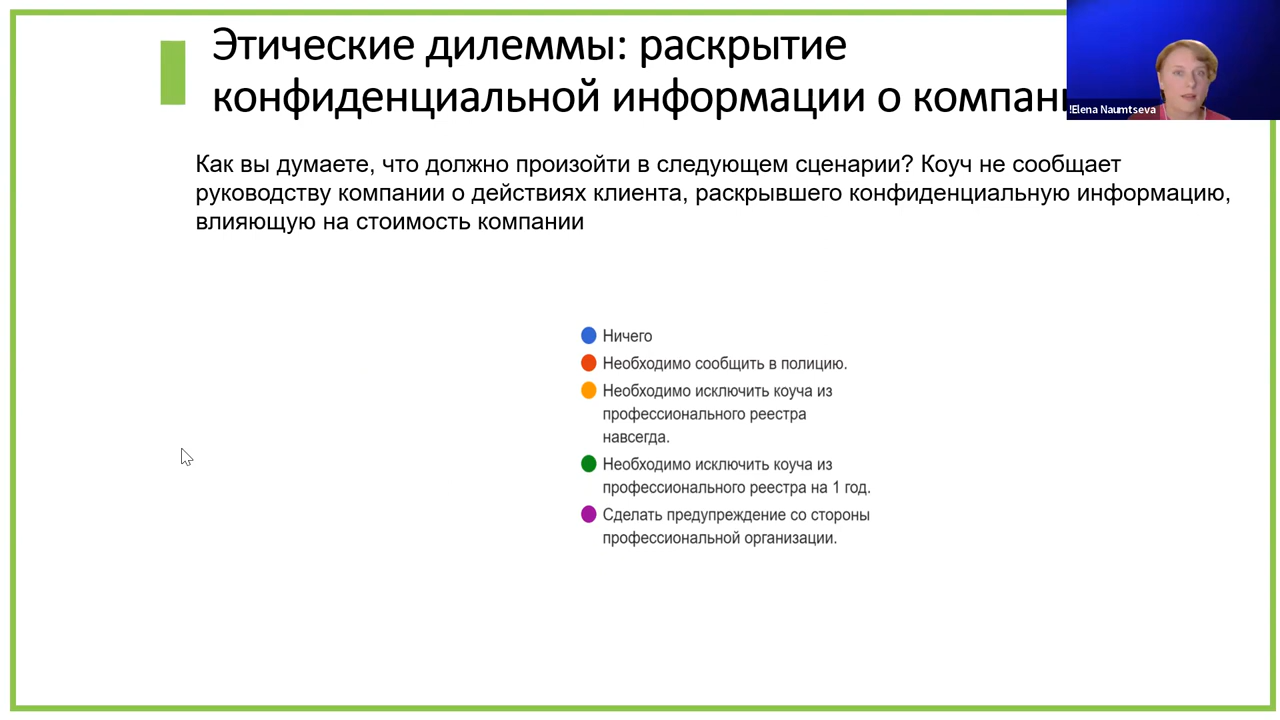 Этические дилеммы: раскрытие
конфиденциальной информации о компан
!Elena Naumtseva
Как вы думаете, что должно произойти в следующем сценарии? Коуч не сообщает
руководству компании о действиях клиента, раскрывшего конфиденциальную информацию,
влияющую на стоимость компании
Ничего
Необходимо сообщить в полицию.
Необходимо исключить коуча из
профессионального реестра
навсегда.
Необходимо исключить коуча из
профессионального реестра на 1 год.
Сделать предупреждение со стороны
профессиональной организации.